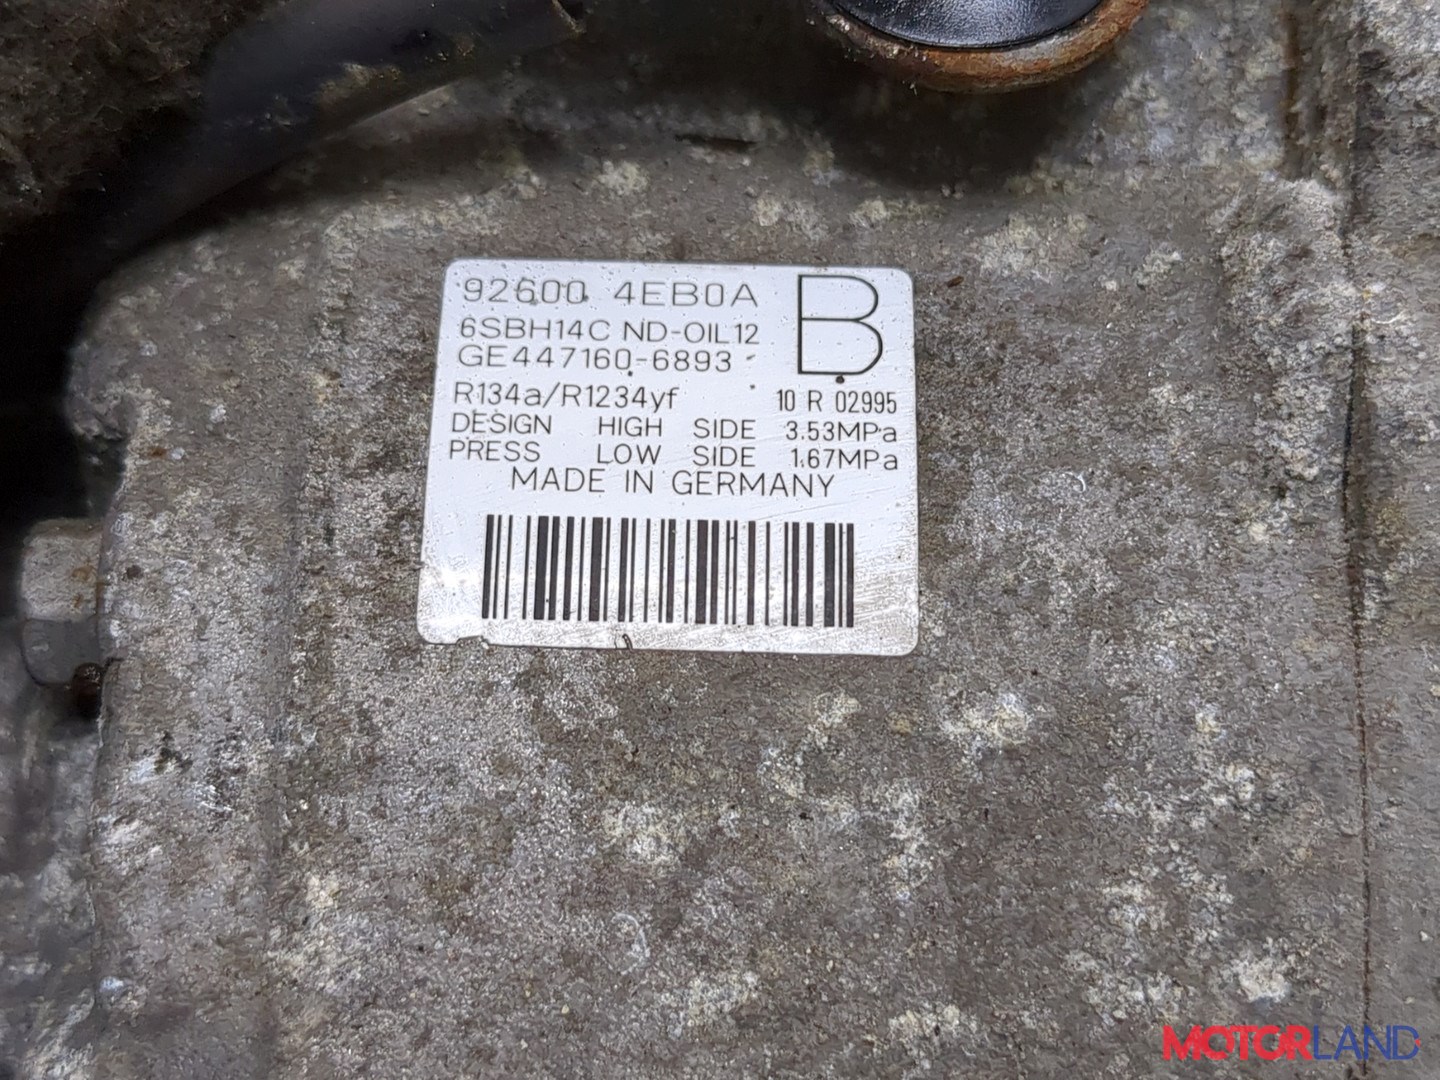 92600 4EB0A B
6SBH14C ND-OIL12
GE447160-6893
R134a/R1234yf 10 R 02995
DESIGN HIGH SIDE 3.53MPa
PRESS LOW SIDE 1.67MPa
MADE IN GERMANY
MOTORLAND